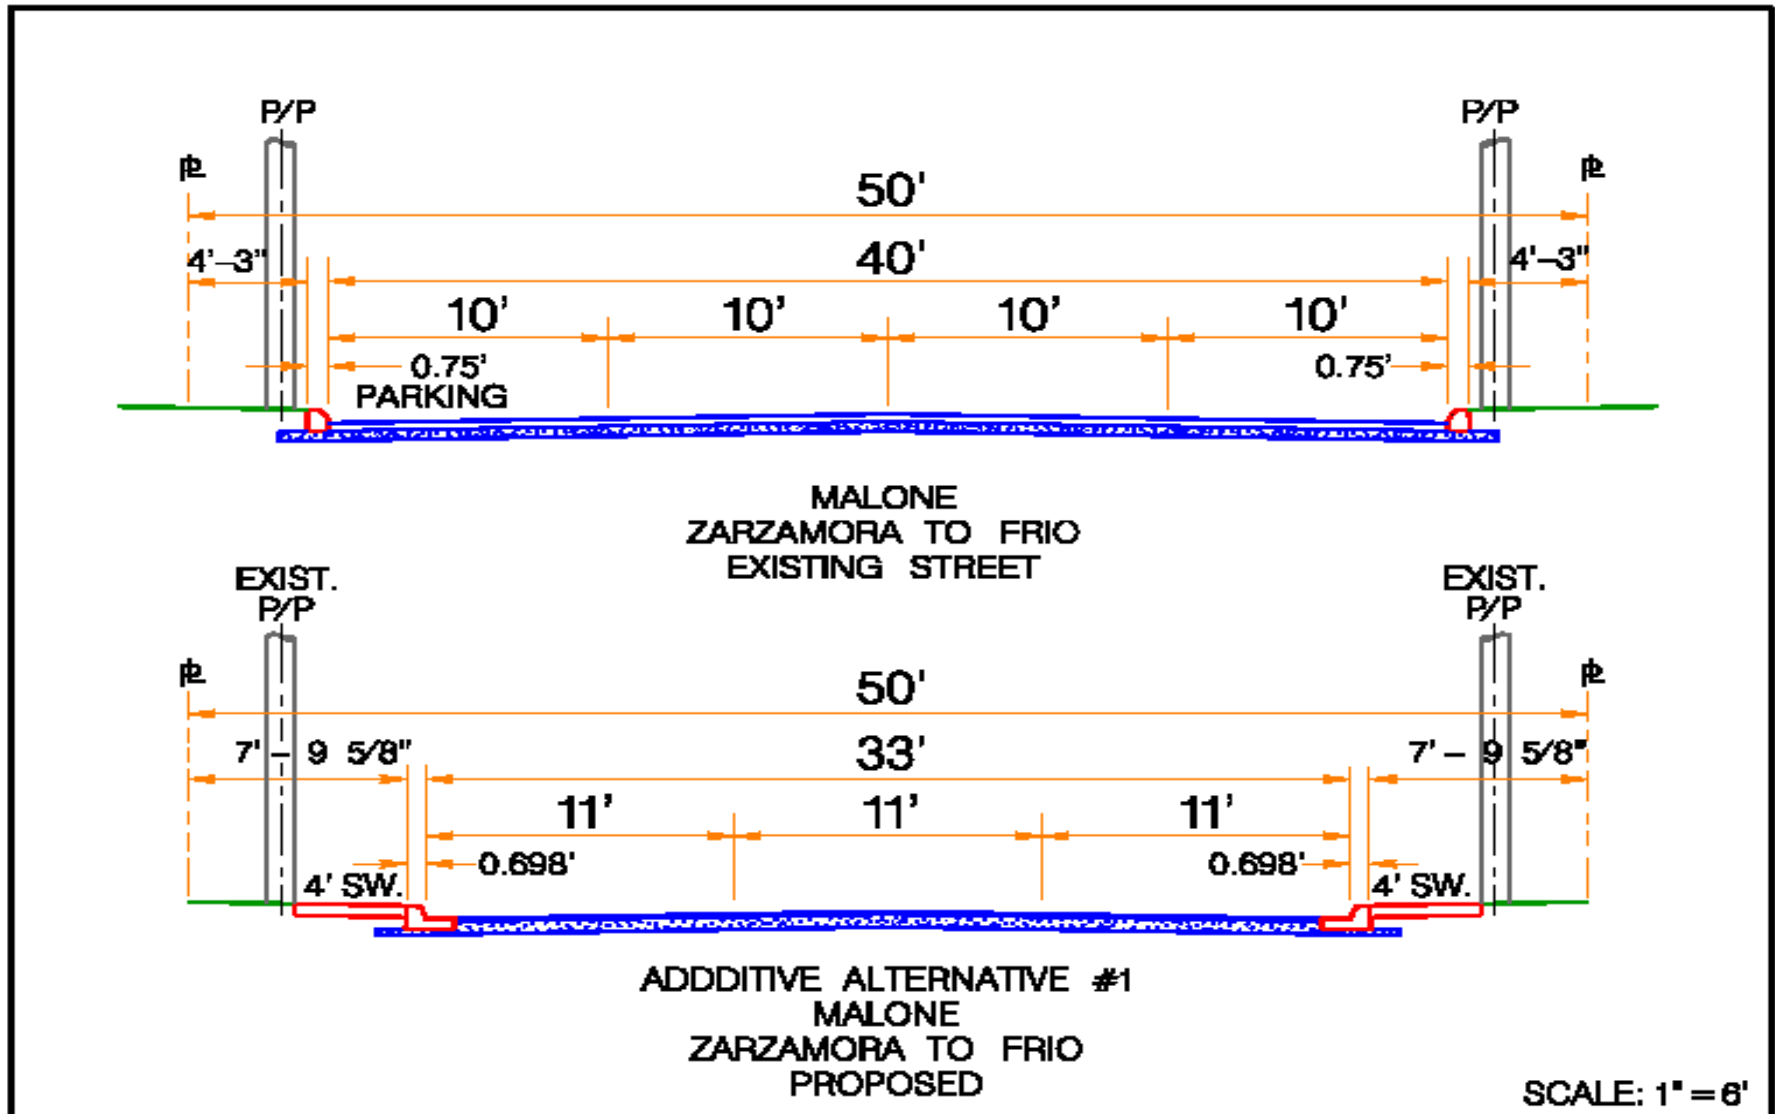 P/P P/P
℄ ℄
50'
4'-3" 40' 4'-3"
10' 10' 10' 10'
0.75' 0.75'
PARKING
MALONE
ZARZAMORA TO FRIO
EXISTING STREET
EXIST. EXIST.
P/P P/P
℄ ℄
50'
7' - 9 5/8" 33' 7' - 9 5/8"
11' 11' 11'
0.698' 0.698'
4' SW. 4' SW.
ADDDITIVE ALTERNATIVE #1
MALONE
ZARZAMORA TO FRIO
PROPOSED
SCALE: 1" = 6'